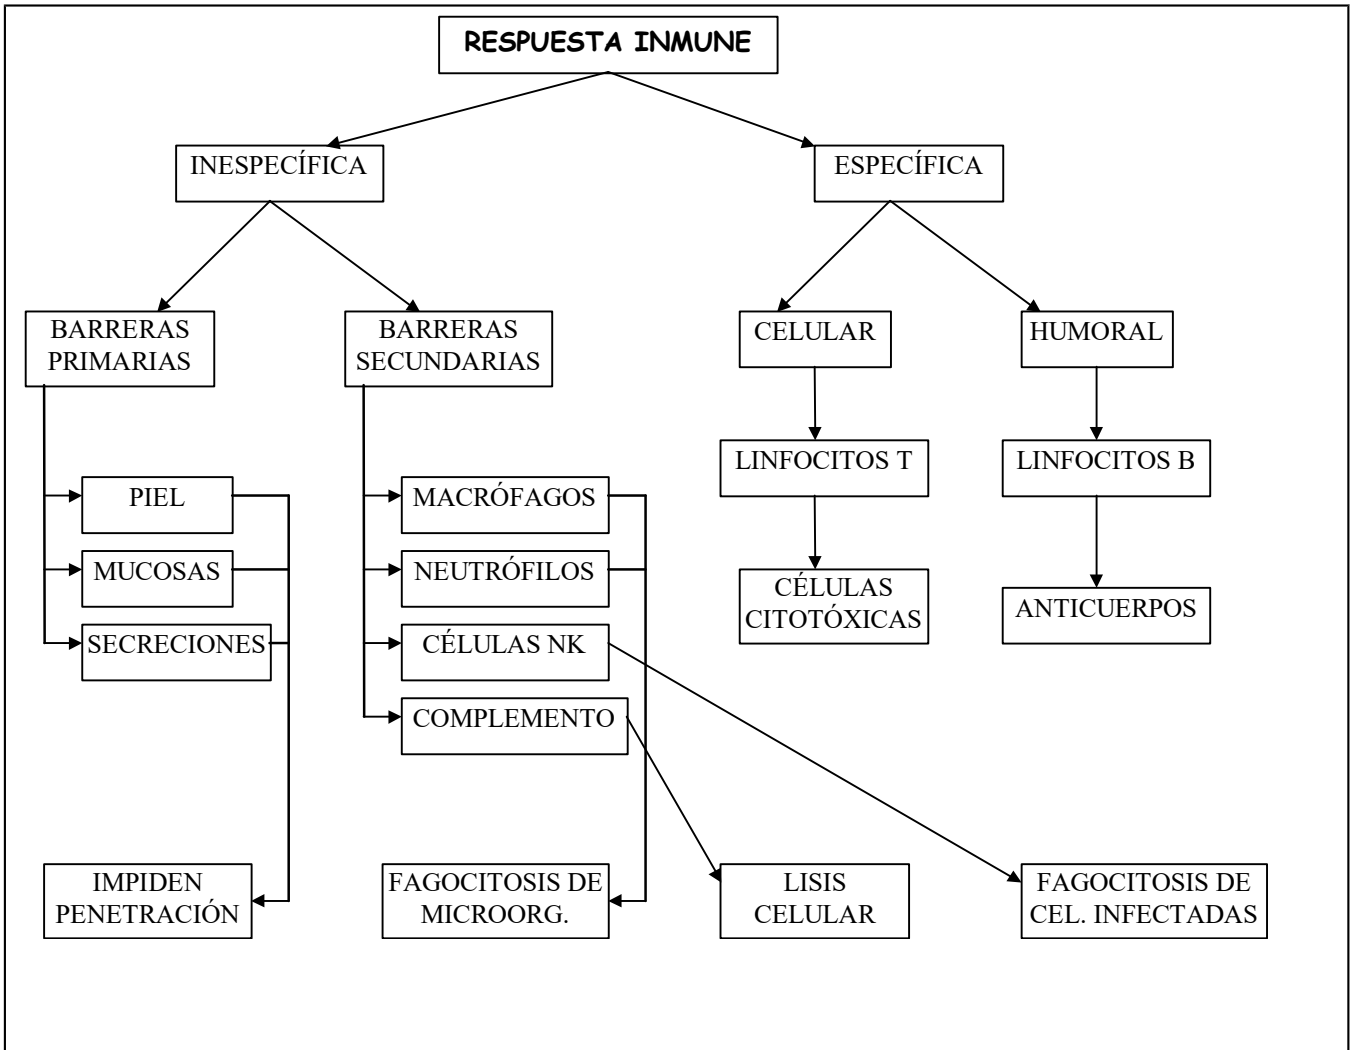 RESPUESTA INMUNE
INESPECÍFICA
ESPECÍFICA
BARRERAS
PRIMARIAS
BARRERAS
SECUNDARIAS
CELULAR
HUMORAL
LINFOCITOS T
LINFOCITOS B
PIEL
MACRÓFAGOS
MUCOSAS
NEUTRÓFILOS
CÉLULAS
CITOTÓXICAS
ANTICUERPOS
SECRECIONES
CÉLULAS NK
COMPLEMENTO
IMPIDEN
PENETRACIÓN
FAGOCITOSIS DE
MICROORG.
LISIS
CELULAR
FAGOCITOSIS DE
CEL. INFECTADAS